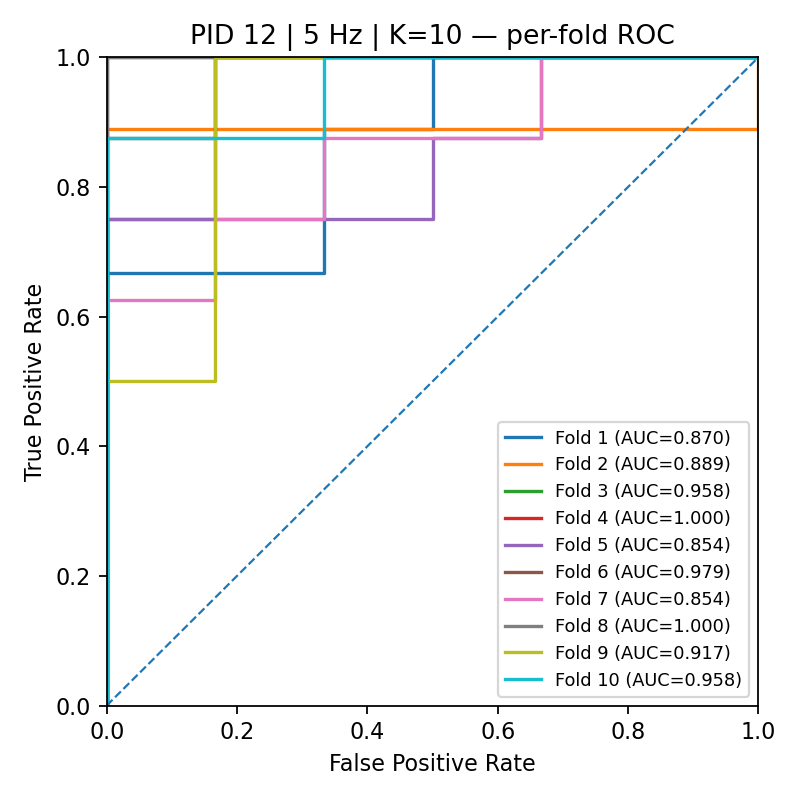 PID 12 | 5 Hz | K=10 — per-fold ROC
1.0
0.8
0.6
0.4
0.2
0.0
True Positive Rate
Fold 1 (AUC=0.870)
Fold 2 (AUC=0.889)
Fold 3 (AUC=0.958)
Fold 4 (AUC=1.000)
Fold 5 (AUC=0.854)
Fold 6 (AUC=0.979)
Fold 7 (AUC=0.854)
Fold 8 (AUC=1.000)
Fold 9 (AUC=0.917)
Fold 10 (AUC=0.958)
0.0 0.2 0.4 0.6 0.8 1.0
False Positive Rate